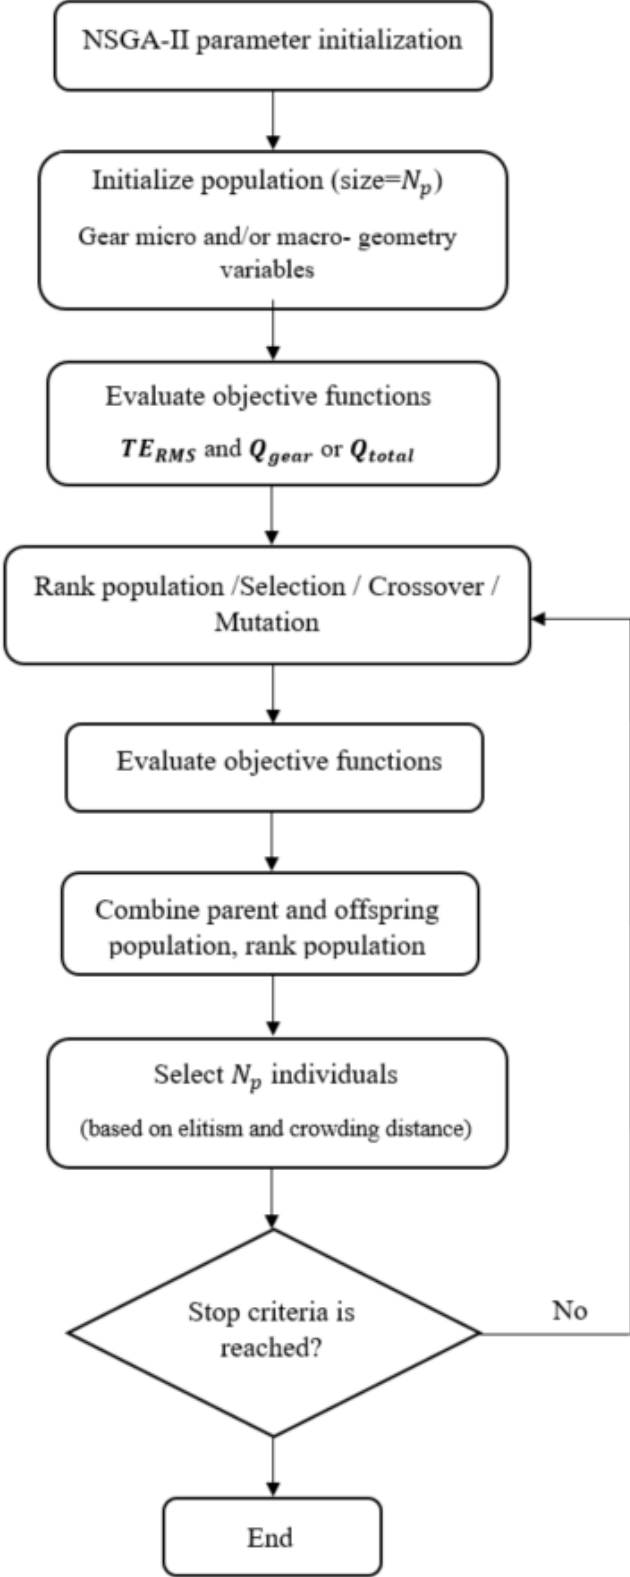 NSGA-II parameter initialization
Initialize population (size=N_p)
Gear micro and/or macro- geometry
variables
Evaluate objective functions
TE_RMS and Q_gear or Q_total
Rank population /Selection / Crossover /
Mutation
Evaluate objective functions
Combine parent and offspring
population, rank population
Select N_p individuals
(based on elitism and crowding distance)
Stop criteria is
reached?
No
End